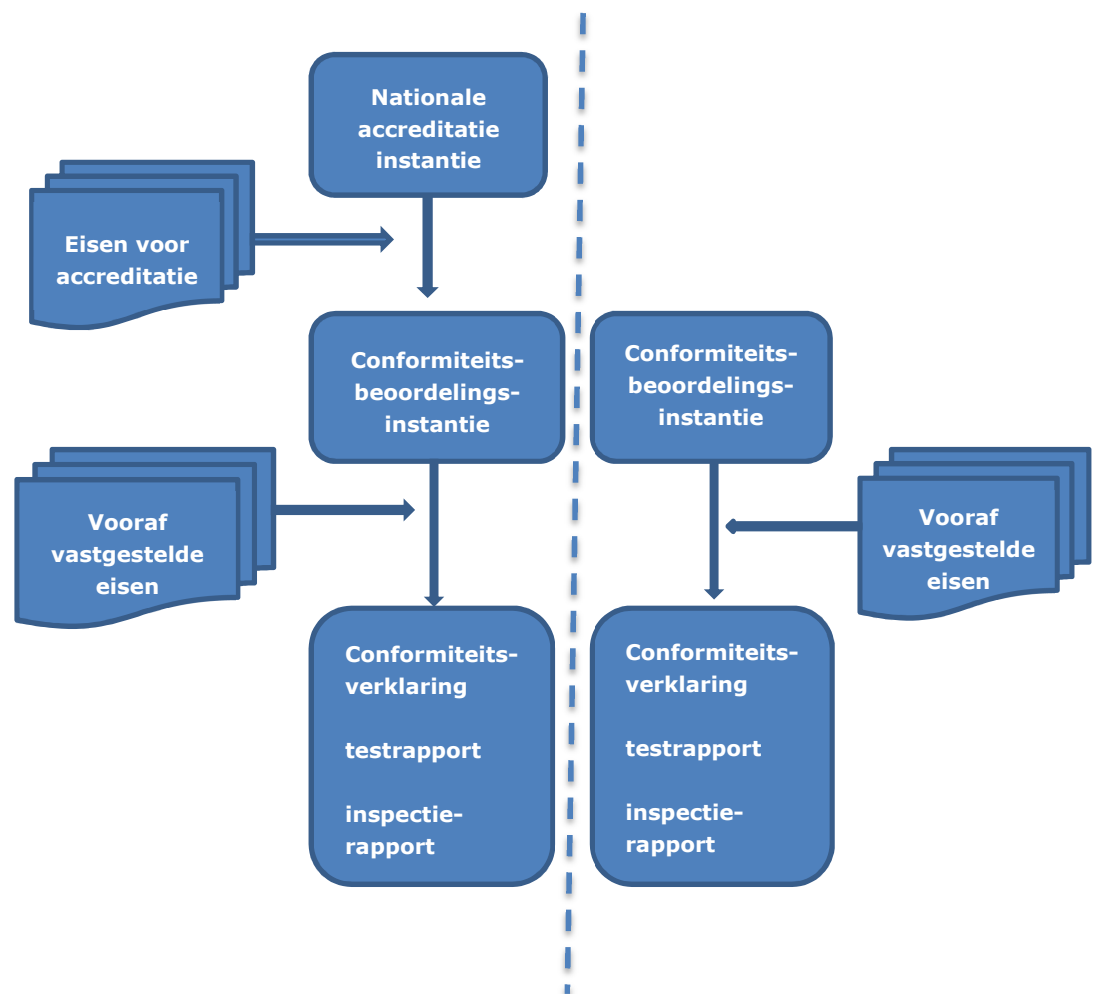 Nationale
accreditatie
instantie
Eisen voor
accreditatie
Conformiteits-
beoordelings-
instantie
Conformiteits-
beoordelings-
instantie
Vooraf
vastgestelde
eisen
Vooraf
vastgestelde
eisen
Conformiteits-
verklaring
testrapport
inspectie-
rapport
Conformiteits-
verklaring
testrapport
inspectie-
rapport